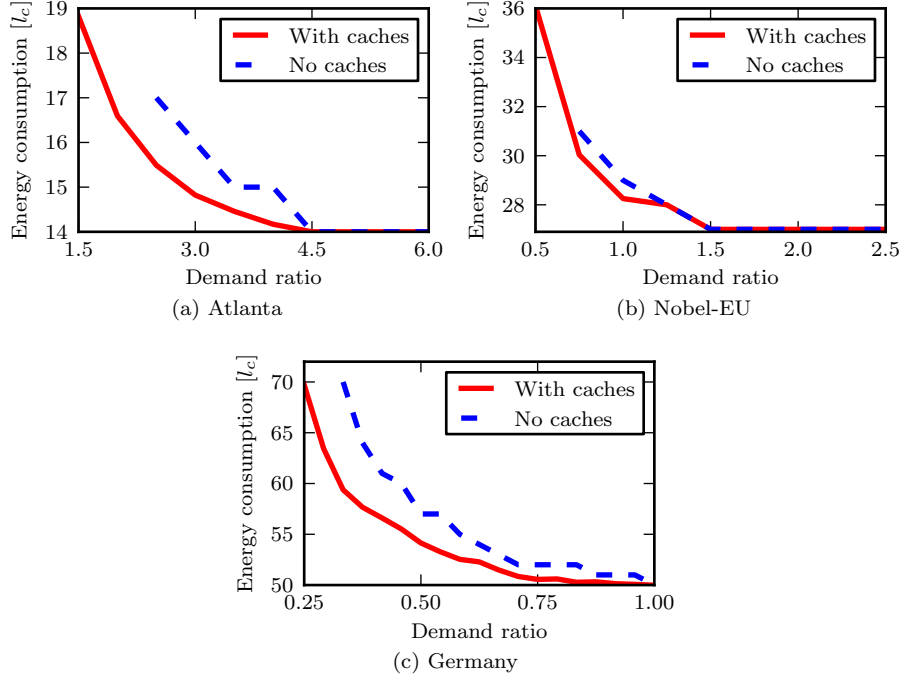 Energy consumption [l_c]
19
18
17
16
15
14
1.5 3.0 4.5 6.0
With caches
No caches
Demand ratio
(a) Atlanta
Energy consumption [l_c]
36
34
32
30
28
0.5 1.0 1.5 2.0 2.5
With caches
No caches
Demand ratio
(b) Nobel-EU
Energy consumption [l_c]
70
65
60
55
50
0.25 0.50 0.75 1.00
With caches
No caches
Demand ratio
(c) Germany